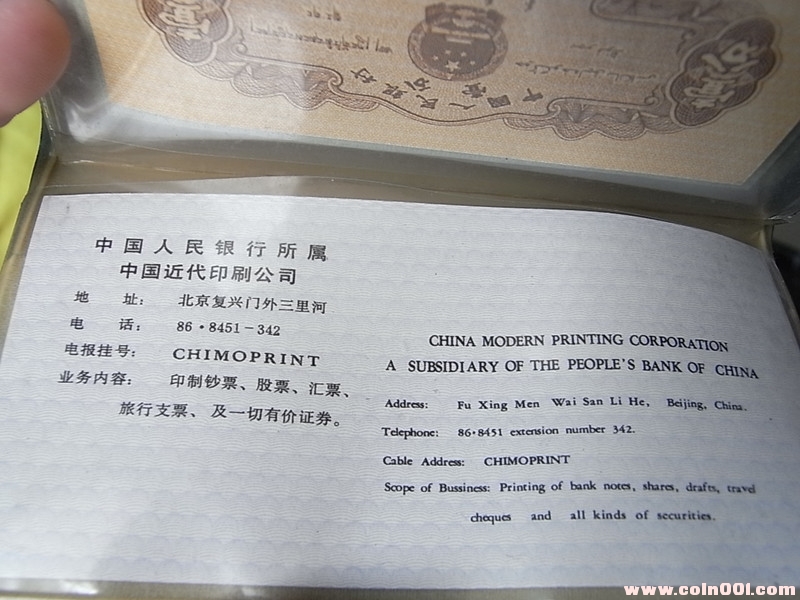 中国人民银行所属
中国近代印刷公司
地 址： 北京复兴门外三里河
电 话： 86·8451-342
电报挂号： CHIMOPRINT
业务内容： 印制钞票、股票、汇票、
旅行支票、及一切有价证券。
CHINA MODERN PRINTING CORPORATION
A SUBSIDIARY OF THE PEOPLE'S BANK OF CHINA
Address: Fu Xing Men Wai San Li He, Beijing, China.
Telephone: 86·8451 extension number 342.
Cable Address: CHIMOPRINT
Scope of Bussiness: Printing of bank notes, shares, drafts, travel
cheques and all kinds of securities.
www.coin001.com